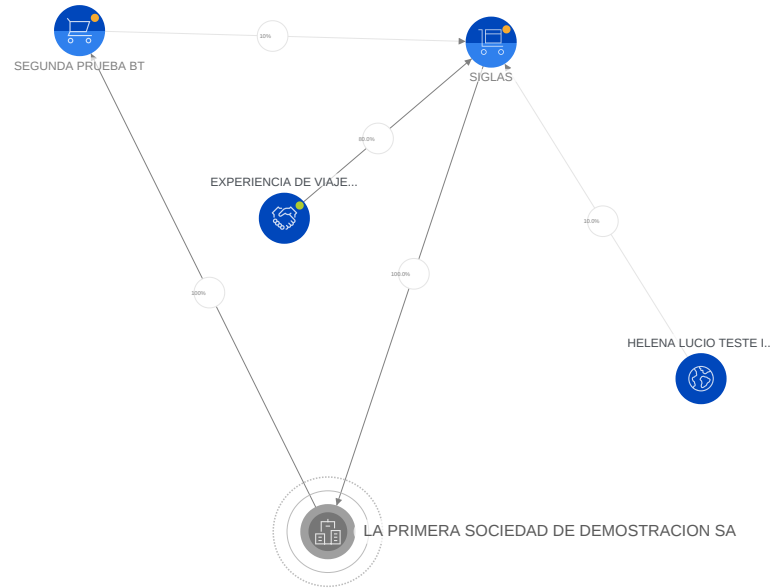 10%
SEGUNDA PRUEBA BT
SIGLAS
80.0%
EXPERIENCIA DE VIAJE...
10.0%
100.0%
100%
HELENA LUCIO TESTE I...
LA PRIMERA SOCIEDAD DE DEMOSTRACION SA